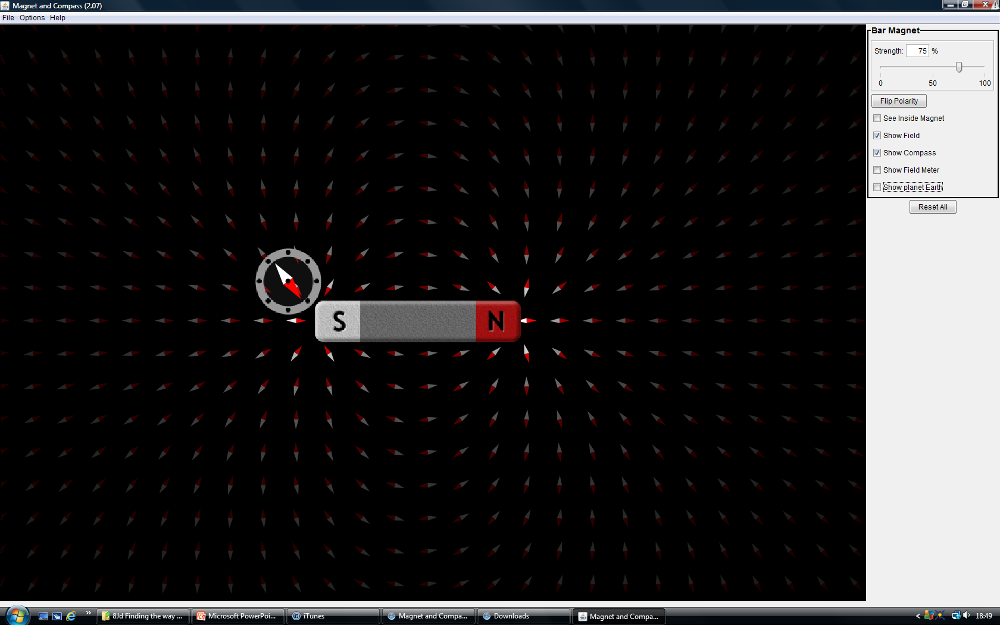 Magnet and Compass (2.07)
File Options Help
Bar Magnet
Strength: 75 %
0 50 100
Flip Polarity
See Inside Magnet
Show Field
Show Compass
Show Field Meter
Show planet Earth
Reset All
S N
8Jd Finding the way ...
Microsoft PowerPoi...
iTunes
Magnet and Compa...
Downloads
Magnet and Compa...
18:49